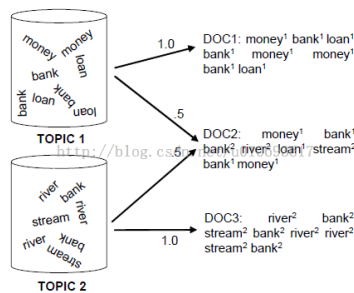 money money
loan
bank
bank
loan bank
loan
TOPIC 1
river bank
river
stream
river bank
stream
TOPIC 2
1.0
.5
.5
1.0
DOC1: money¹ bank¹ loan¹
bank¹ money¹ money¹
bank¹ loan¹
DOC2: money¹ bank¹
bank² river² loan¹ stream²
bank¹ money¹
DOC3: river² bank²
stream² bank² river² river²
stream² bank²